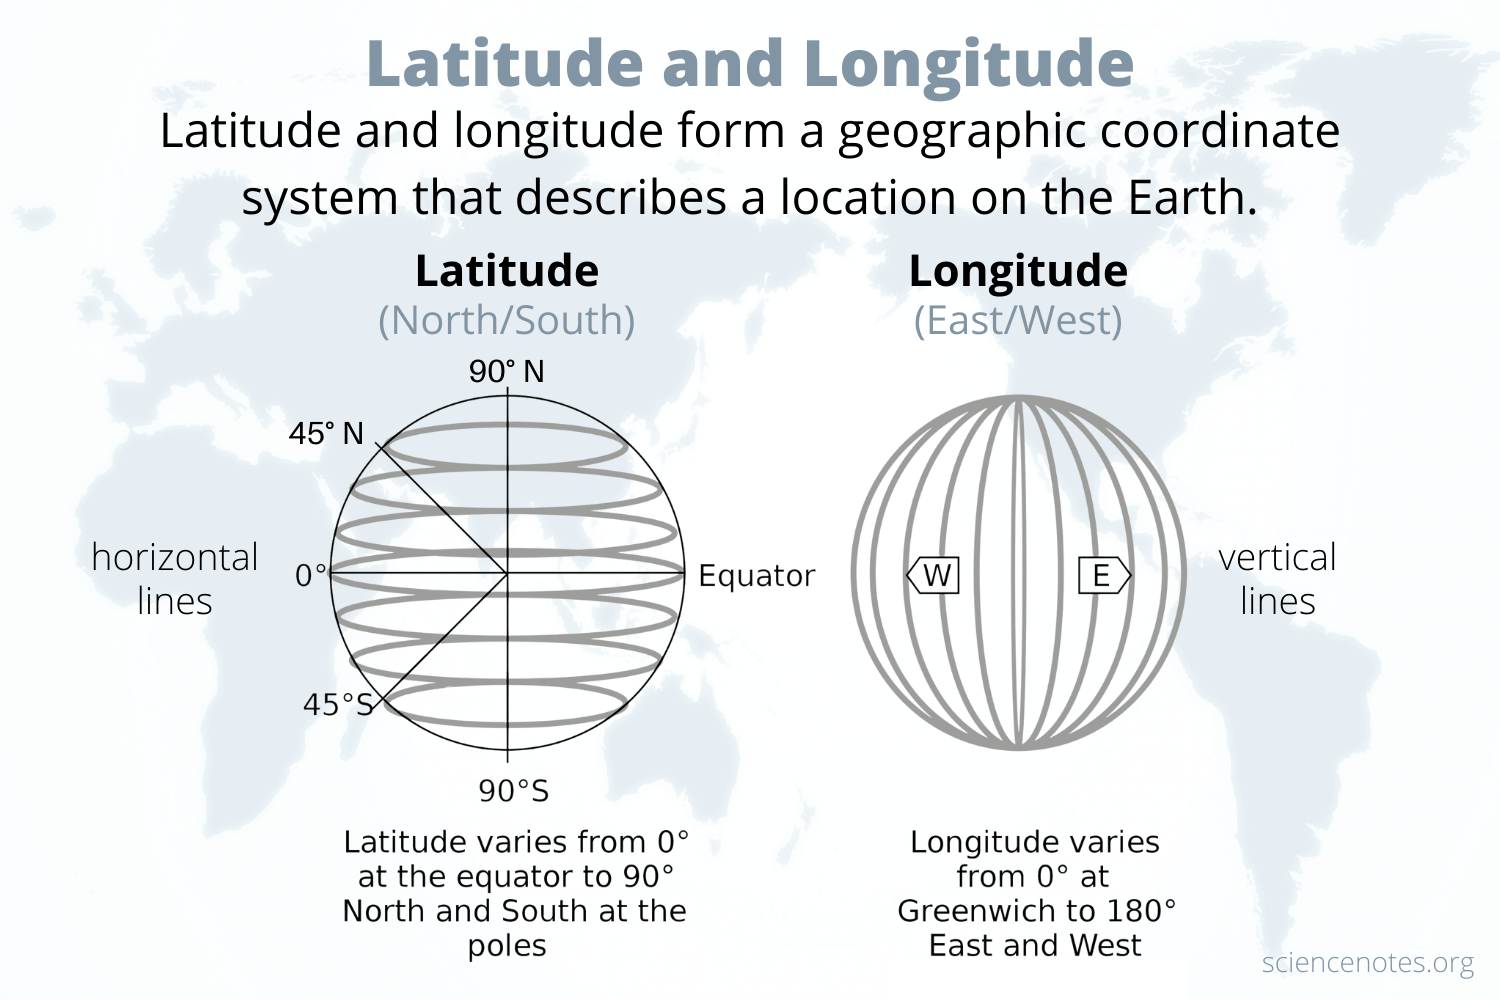 Latitude and Longitude
Latitude and longitude form a geographic coordinate
system that describes a location on the Earth.
Latitude
(North/South)
90° N
45° N
horizontal
lines
0°
Equator
45°S
90°S
Latitude varies from 0°
at the equator to 90°
North and South at the
poles
Longitude
(East/West)
W
E
vertical
lines
Longitude varies
from 0° at
Greenwich to 180°
East and West
sciencenotes.org